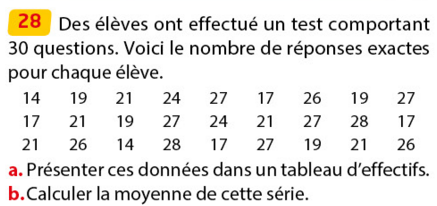 28 Des élèves ont effectué un test comportant
30 questions. Voici le nombre de réponses exactes
pour chaque élève.
14 19 21 24 27 17 26 19 27
17 21 19 27 24 21 27 28 17
21 26 14 28 17 27 19 21 26
a. Présenter ces données dans un tableau d'effectifs.
b. Calculer la moyenne de cette série.